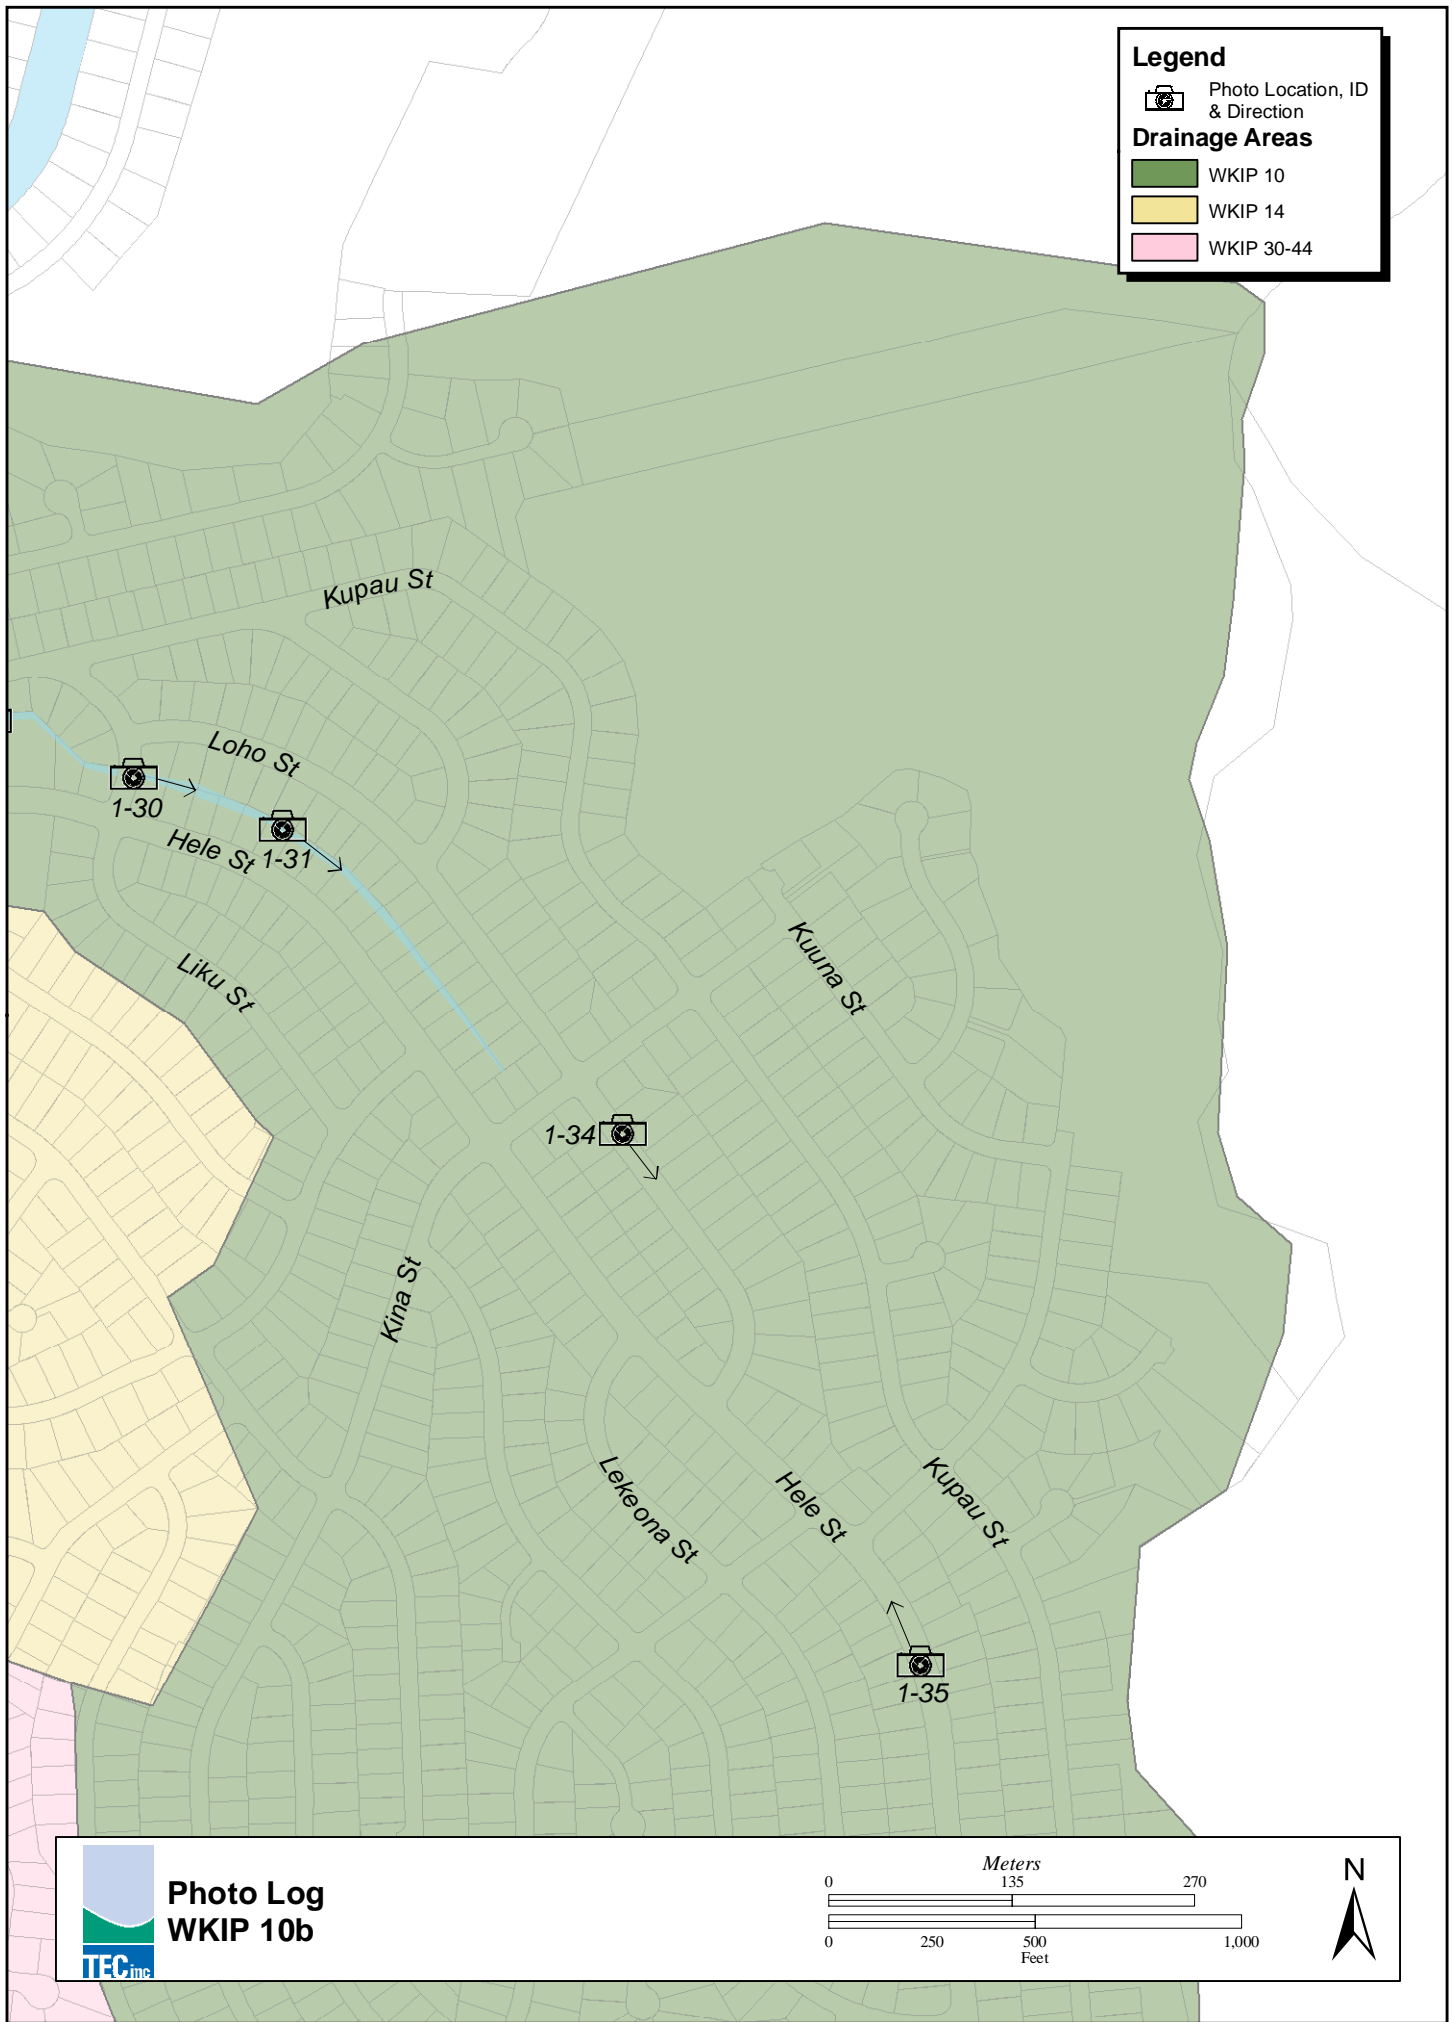 Legend
Photo Location, ID
& Direction
Drainage Areas
WKIP 10
WKIP 14
WKIP 30-44
Kupau St
Loho St
1-30
Hele St
1-31
Liku St
Kuuna St
1-34
Kina St
Lekeona St
Hele St
Kupau St
1-35
Photo Log
WKIP 10b
TEC inc
Meters
0 135 270
0 250 500 1,000
Feet
N